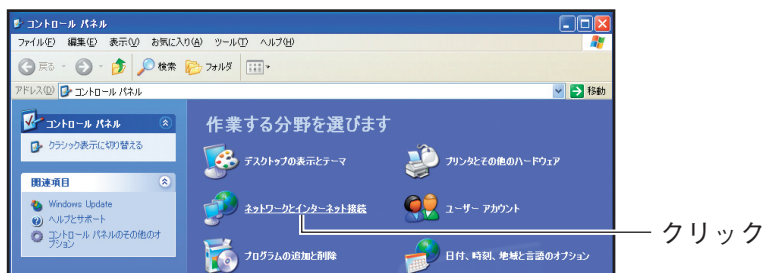 コントロール パネル
ファイル(F) 編集(E) 表示(V) お気に入り(A) ツール(T) ヘルプ(H)
戻る 検索 フォルダ
アドレス(D) コントロール パネル 移動
コントロール パネル
クラシック表示に切り替える
関連項目
Windows Update
ヘルプとサポート
コントロール パネルのその他のオ
プション
作業する分野を選びます
デスクトップの表示とテーマ
プリンタとその他のハードウェア
ネットワークとインターネット接続
ユーザー アカウント
プログラムの追加と削除
日付、時刻、地域と言語のオプション
クリック